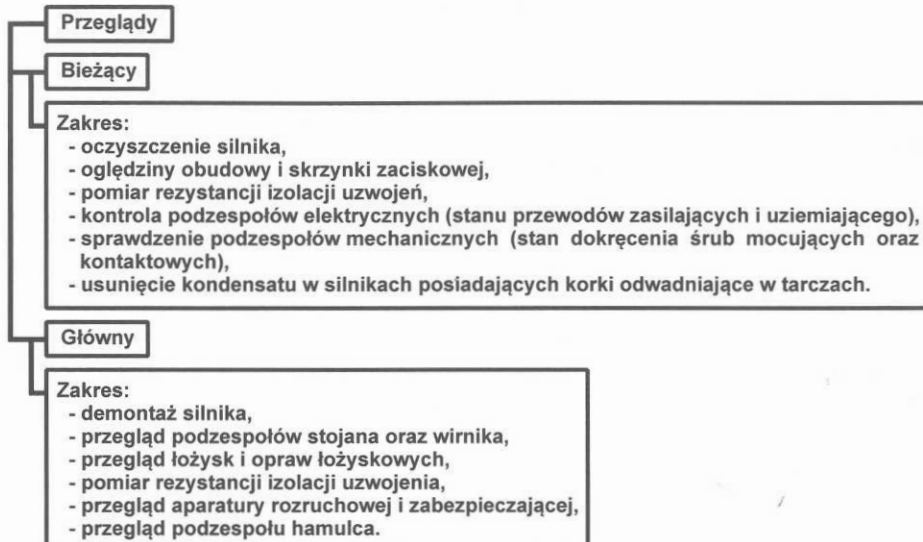 Przeglądy
Bieżący
Zakres:
- oczyszczenie silnika,
- oględziny obudowy i skrzynki zaciskowej,
- pomiar rezystancji izolacji uzwojeń,
- kontrola podzespołów elektrycznych (stanu przewodów zasilających i uziemiającego),
- sprawdzenie podzespołów mechanicznych (stan dokręcenia śrub mocujących oraz
kontaktowych),
- usunięcie kondensatu w silnikach posiadających korki odwadniające w tarczach.
Główny
Zakres:
- demontaż silnika,
- przegląd podzespołów stojana oraz wirnika,
- przegląd łożysk i opraw łożyskowych,
- pomiar rezystancji izolacji uzwojenia,
- przegląd aparatury rozruchowej i zabezpieczającej,
- przegląd podzespołu hamulca.